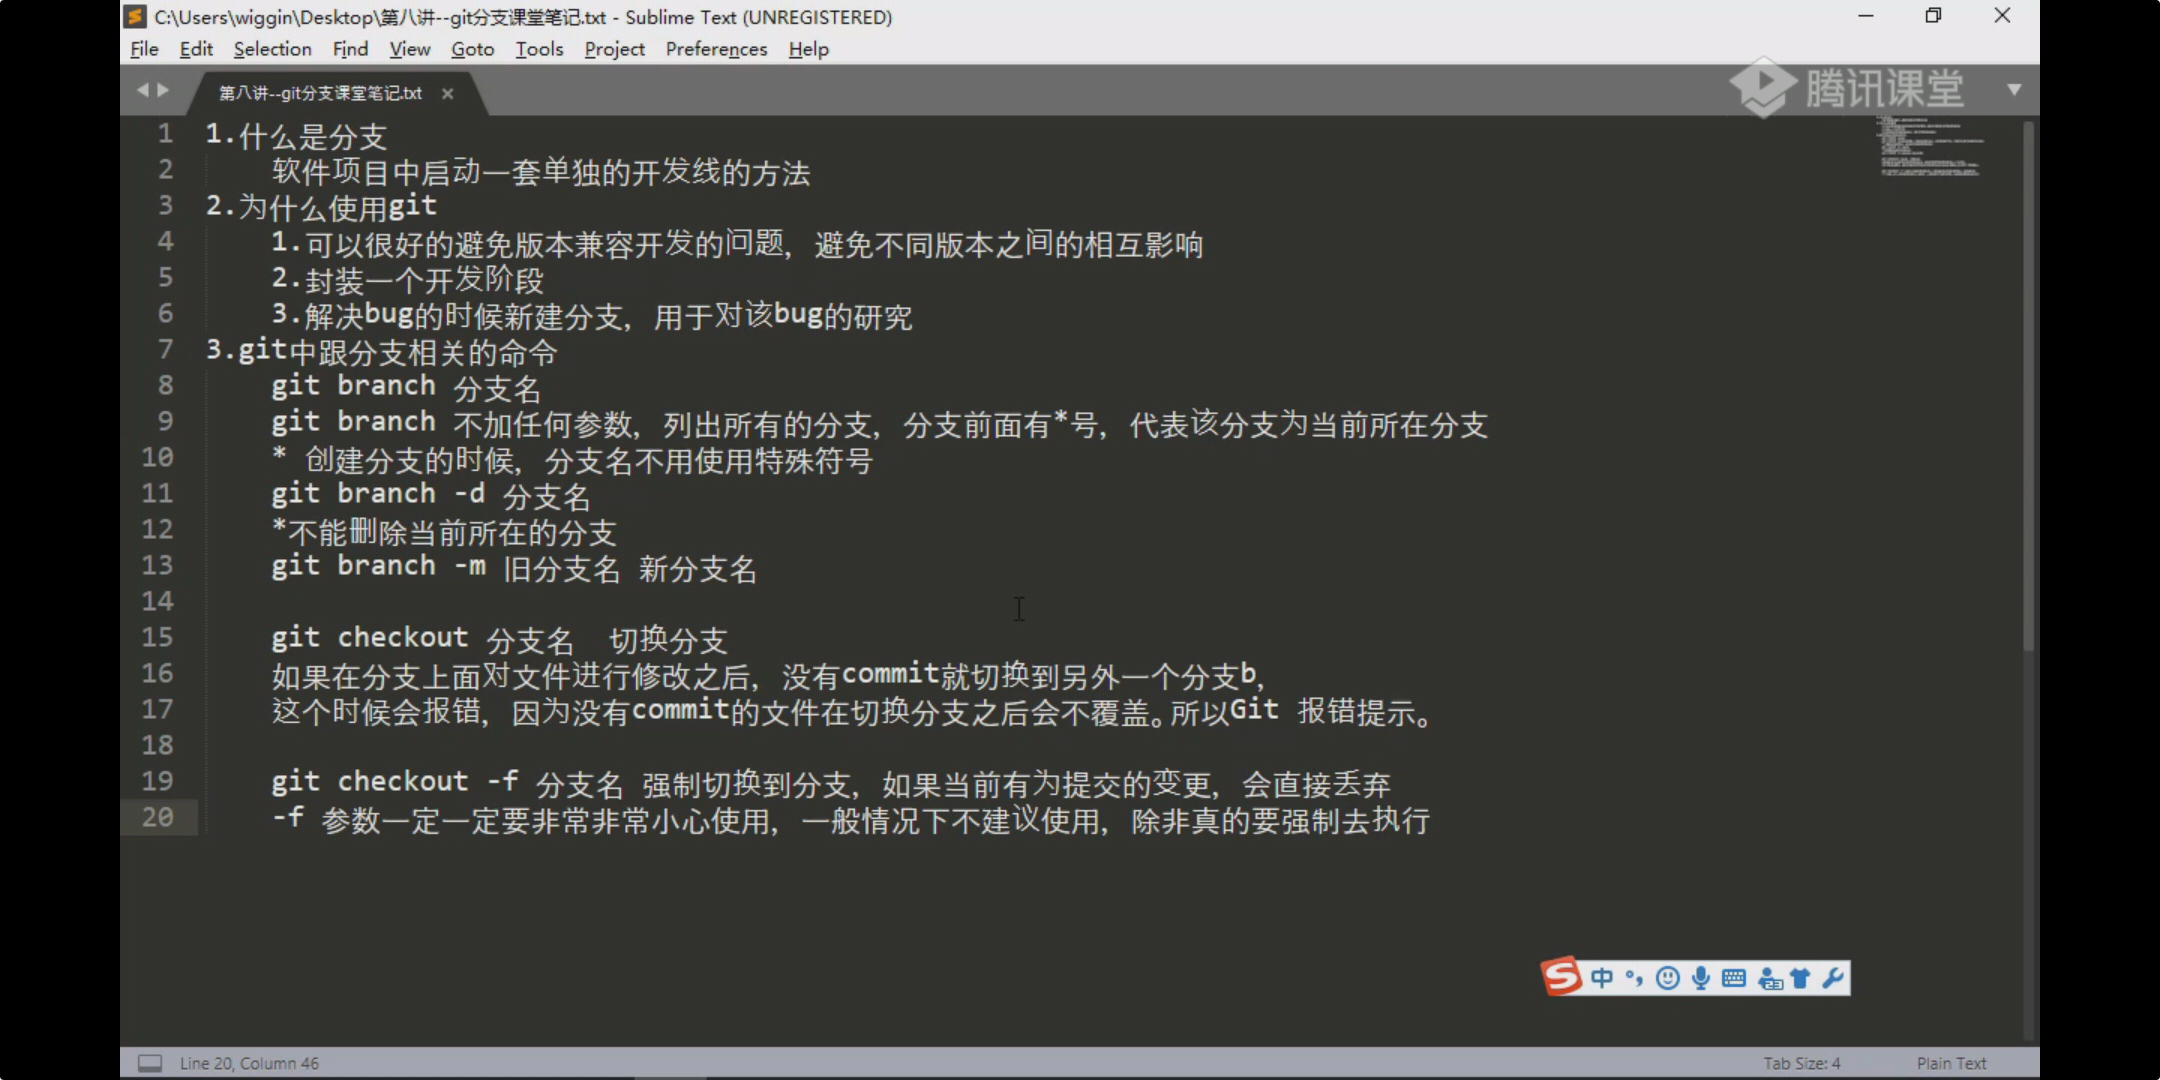 C:\Users\wiggin\Desktop\第八讲--git分支课堂笔记.txt - Sublime Text (UNREGISTERED)
File Edit Selection Find View Goto Tools Project Preferences Help
第八讲--git分支课堂笔记.txt
腾讯课堂
1 1.什么是分支
2 软件项目中启动一套单独的开发线的方法
3 2.为什么使用git
4 1.可以很好的避免版本兼容开发的问题，避免不同版本之间的相互影响
5 2.封装一个开发阶段
6 3.解决bug的时候新建分支，用于对该bug的研究
7 3.git中跟分支相关的命令
8 git branch 分支名
9 git branch 不加任何参数，列出所有的分支，分支前面有*号，代表该分支为当前所在分支
10 * 创建分支的时候，分支名不用使用特殊符号
11 git branch -d 分支名
12 *不能删除当前所在的分支
13 git branch -m 旧分支名 新分支名
14
15 git checkout 分支名  切换分支
16 如果在分支上面对文件进行修改之后，没有commit就切换到另外一个分支b，
17 这个时候会报错，因为没有commit的文件在切换分支之后会不覆盖。所以Git 报错提示。
18
19 git checkout -f 分支名 强制切换到分支，如果当前有为提交的变更，会直接丢弃
20 -f 参数一定一定要非常非常小心使用，一般情况下不建议使用，除非真的要强制去执行
中
Line 20, Column 46
Tab Size: 4
Plain Text